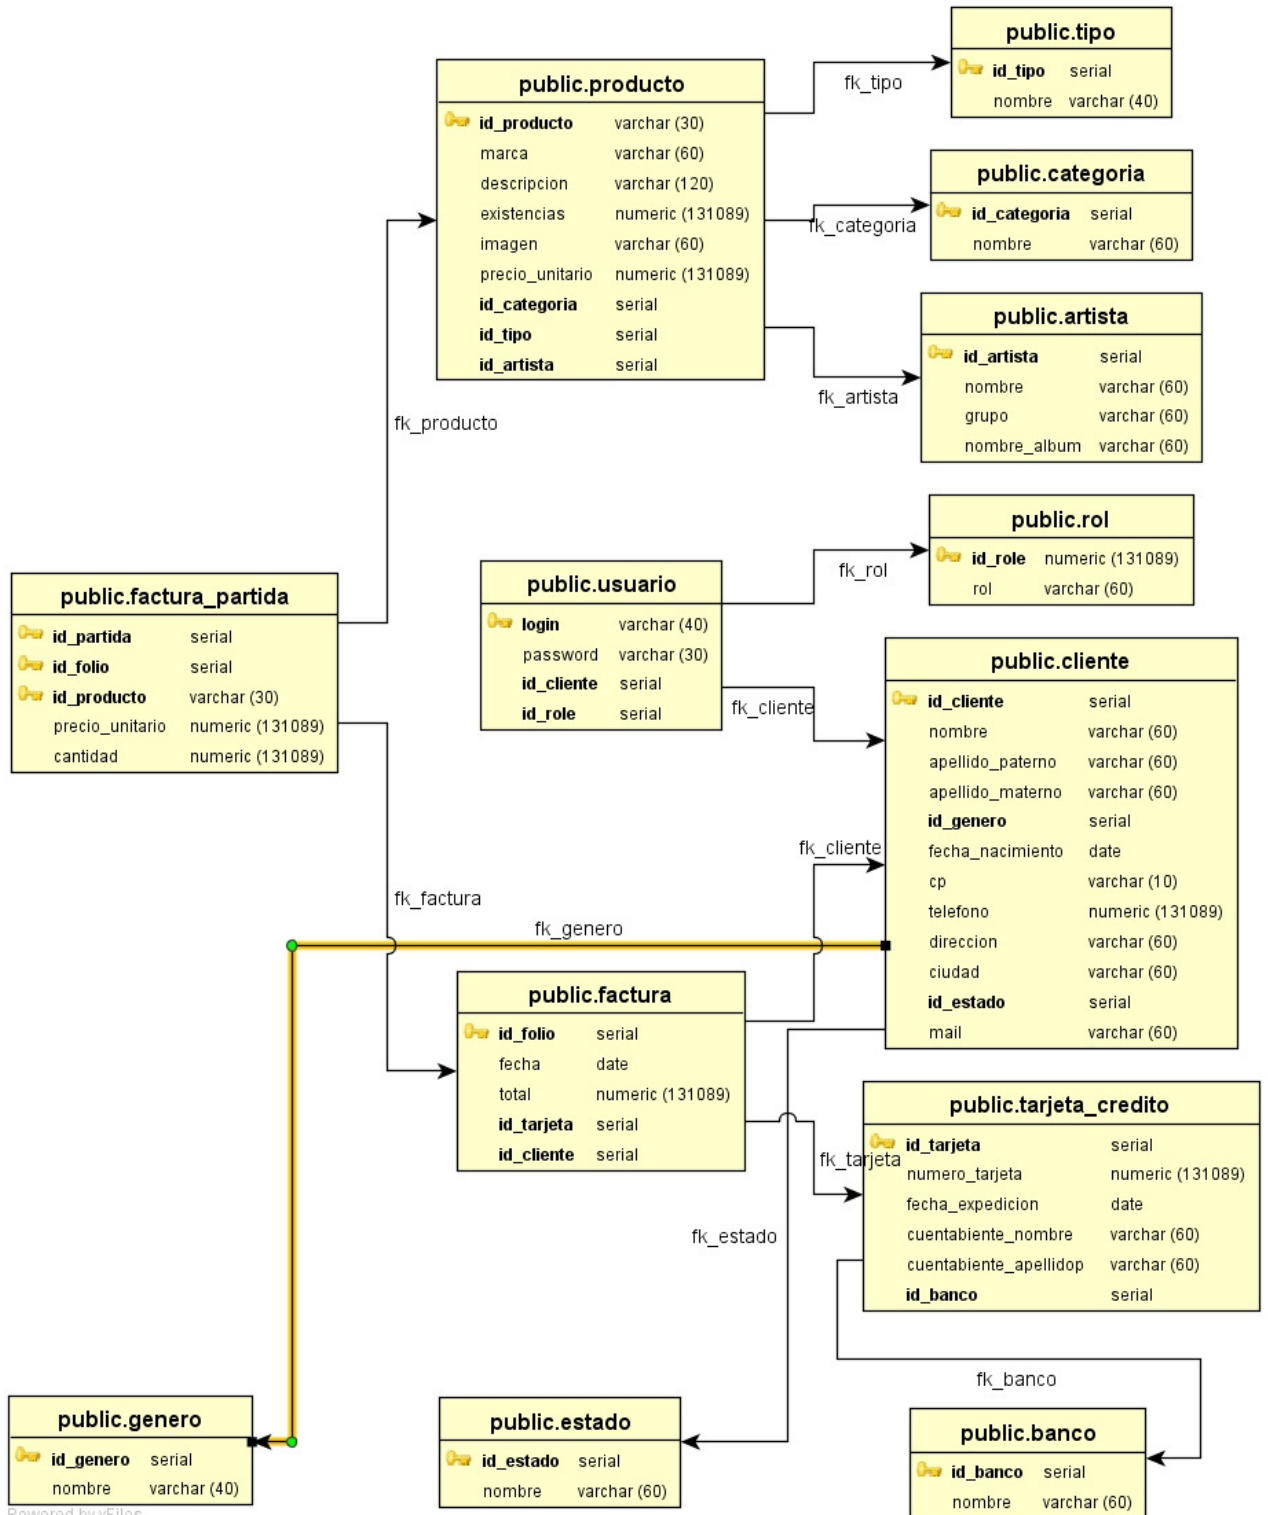 public.tipo
id_tipo serial
nombre varchar (40)
public.producto
id_producto varchar (30)
marca varchar (60)
descripcion varchar (120)
existencias numeric (131089)
imagen varchar (60)
precio_unitario numeric (131089)
id_categoria serial
id_tipo serial
id_artista serial
fk_tipo
public.categoria
id_categoria serial
nombre varchar (60)
fk_categoria
public.artista
id_artista serial
nombre varchar (60)
grupo varchar (60)
nombre_album varchar (60)
fk_artista
fk_producto
public.rol
id_role numeric (131089)
rol varchar (60)
fk_rol
public.usuario
login varchar (40)
password varchar (30)
id_cliente serial
id_role serial
fk_cliente
public.factura_partida
id_partida serial
id_folio serial
id_producto varchar (30)
precio_unitario numeric (131089)
cantidad numeric (131089)
public.cliente
id_cliente serial
nombre varchar (60)
apellido_paterno varchar (60)
apellido_materno varchar (60)
id_genero serial
fecha_nacimiento date
cp varchar (10)
telefono numeric (131089)
direccion varchar (60)
ciudad varchar (60)
id_estado serial
mail varchar (60)
fk_cliente
fk_factura
fk_genero
public.factura
id_folio serial
fecha date
total numeric (131089)
id_tarjeta serial
id_cliente serial
public.tarjeta_credito
id_tarjeta serial
numero_tarjeta numeric (131089)
fecha_expedicion date
cuentabiente_nombre varchar (60)
cuentabiente_apellidop varchar (60)
id_banco serial
fk_tarjeta
fk_estado
fk_banco
public.genero
id_genero serial
nombre varchar (40)
public.estado
id_estado serial
nombre varchar (60)
public.banco
id_banco serial
nombre varchar (60)
Powered by yFiles